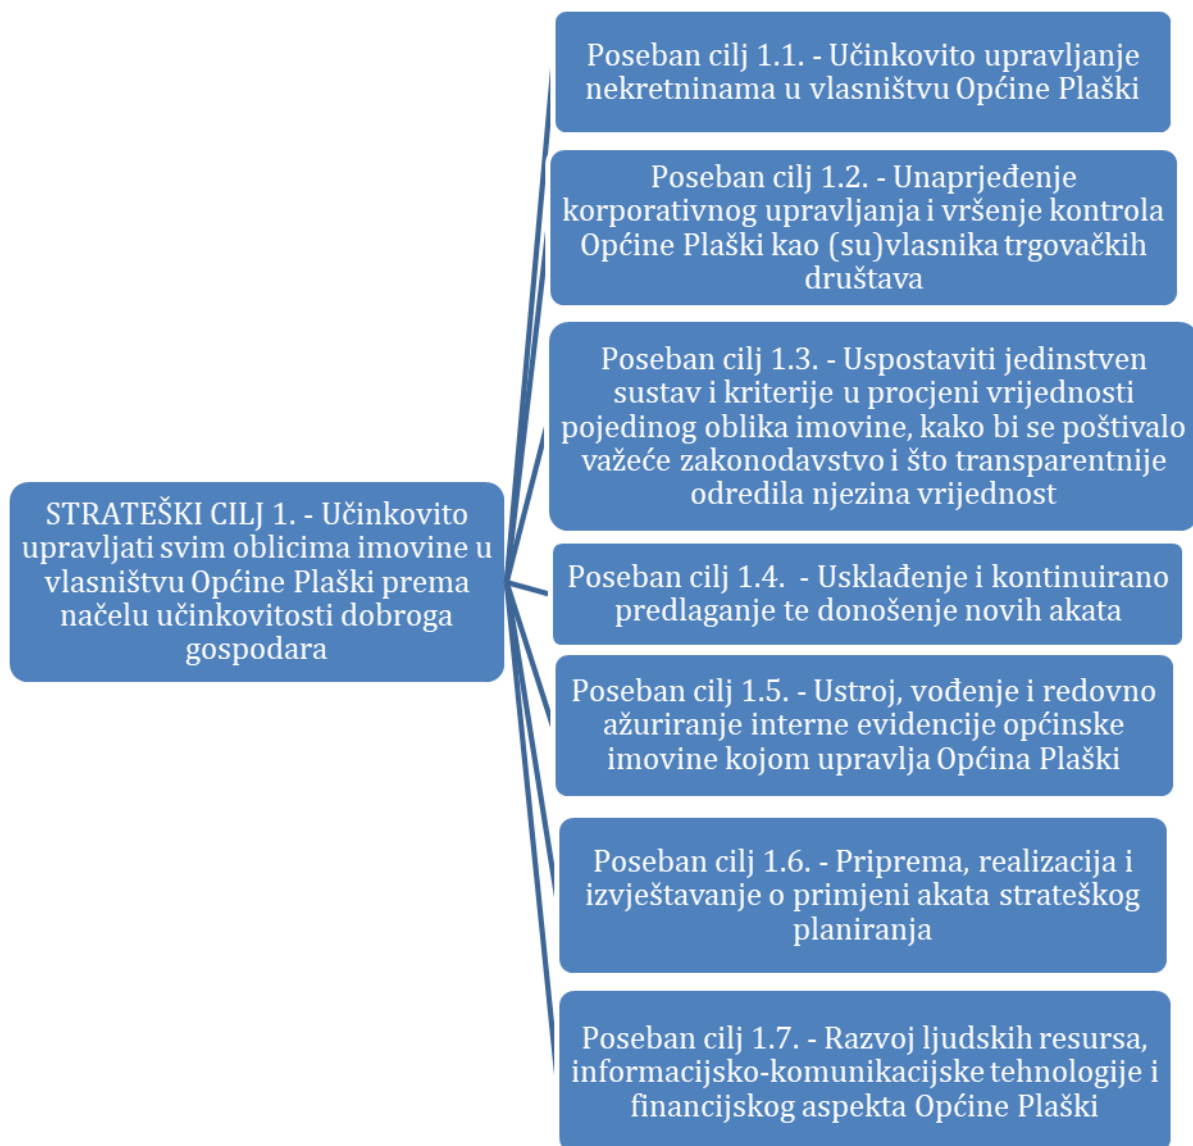 STRATEŠKI CILJ 1. - Učinkovito
upravljati svim oblicima imovine u
vlasništvu Općine Plaški prema
načelu učinkovitosti dobroga
gospodara
Poseban cilj 1.1. - Učinkovito upravljanje
nekretninama u vlasništvu Općine Plaški
Poseban cilj 1.2. - Unaprjeđenje
korporativnog upravljanja i vršenje kontrola
Općine Plaški kao (su)vlasnika trgovačkih
društava
Poseban cilj 1.3. - Uspostaviti jedinstven
sustav i kriterije u procjeni vrijednosti
pojedinog oblika imovine, kako bi se poštivalo
važeće zakonodavstvo i što transparentnije
odredila njezina vrijednost
Poseban cilj 1.4. - Usklađenje i kontinuirano
predlaganje te donošenje novih akata
Poseban cilj 1.5. - Ustroj, vođenje i redovno
ažuriranje interne evidencije općinske
imovine kojom upravlja Općina Plaški
Poseban cilj 1.6. - Priprema, realizacija i
izvještavanje o primjeni akata strateškog
planiranja
Poseban cilj 1.7. - Razvoj ljudskih resursa,
informacijsko-komunikacijske tehnologije i
financijskog aspekta Općine Plaški